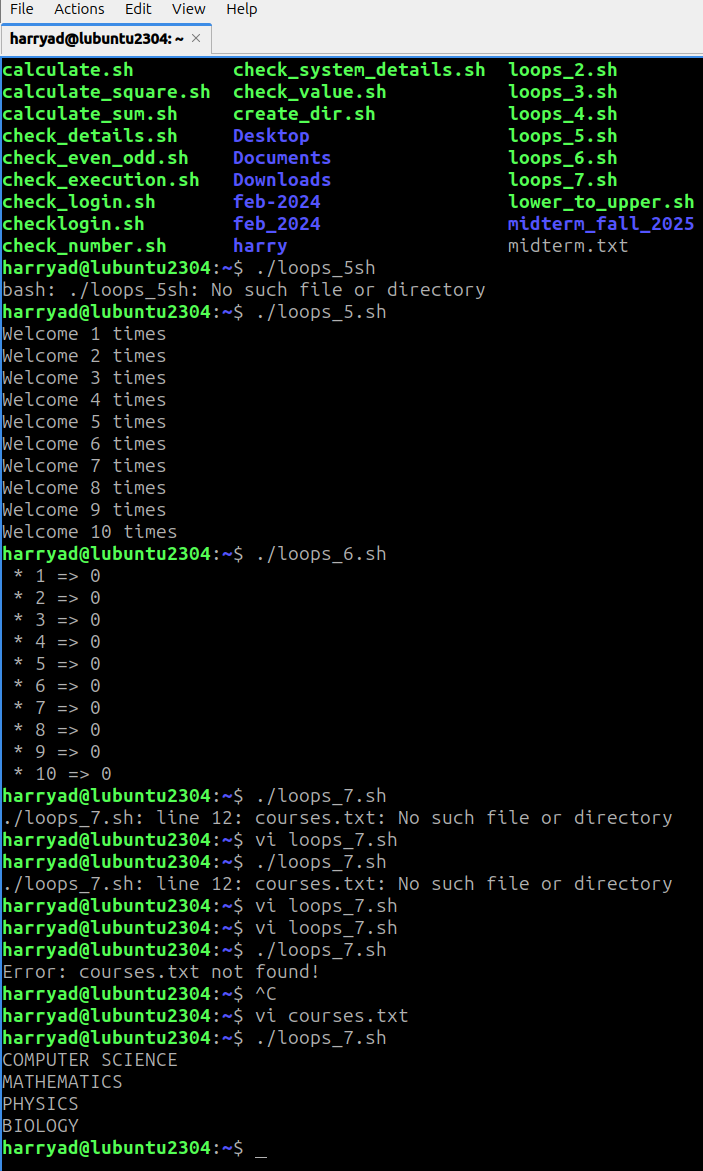 File Actions Edit View Help
harryad@lubuntu2304: ~ ×
calculate.sh check_system_details.sh loops_2.sh
calculate_square.sh check_value.sh loops_3.sh
calculate_sum.sh create_dir.sh loops_4.sh
check_details.sh Desktop loops_5.sh
check_even_odd.sh Documents loops_6.sh
check_execution.sh Downloads loops_7.sh
check_login.sh feb-2024 lower_to_upper.sh
checklogin.sh feb_2024 midterm_fall_2025
check_number.sh harry midterm.txt
harryad@lubuntu2304:~$ ./loops_5sh
bash: ./loops_5sh: No such file or directory
harryad@lubuntu2304:~$ ./loops_5.sh
Welcome 1 times
Welcome 2 times
Welcome 3 times
Welcome 4 times
Welcome 5 times
Welcome 6 times
Welcome 7 times
Welcome 8 times
Welcome 9 times
Welcome 10 times
harryad@lubuntu2304:~$ ./loops_6.sh
 * 1 => 0
 * 2 => 0
 * 3 => 0
 * 4 => 0
 * 5 => 0
 * 6 => 0
 * 7 => 0
 * 8 => 0
 * 9 => 0
 * 10 => 0
harryad@lubuntu2304:~$ ./loops_7.sh
./loops_7.sh: line 12: courses.txt: No such file or directory
harryad@lubuntu2304:~$ vi loops_7.sh
harryad@lubuntu2304:~$ ./loops_7.sh
./loops_7.sh: line 12: courses.txt: No such file or directory
harryad@lubuntu2304:~$ vi loops_7.sh
harryad@lubuntu2304:~$ vi loops_7.sh
harryad@lubuntu2304:~$ ./loops_7.sh
Error: courses.txt not found!
harryad@lubuntu2304:~$ ^C
harryad@lubuntu2304:~$ vi courses.txt
harryad@lubuntu2304:~$ ./loops_7.sh
COMPUTER SCIENCE
MATHEMATICS
PHYSICS
BIOLOGY
harryad@lubuntu2304:~$ _